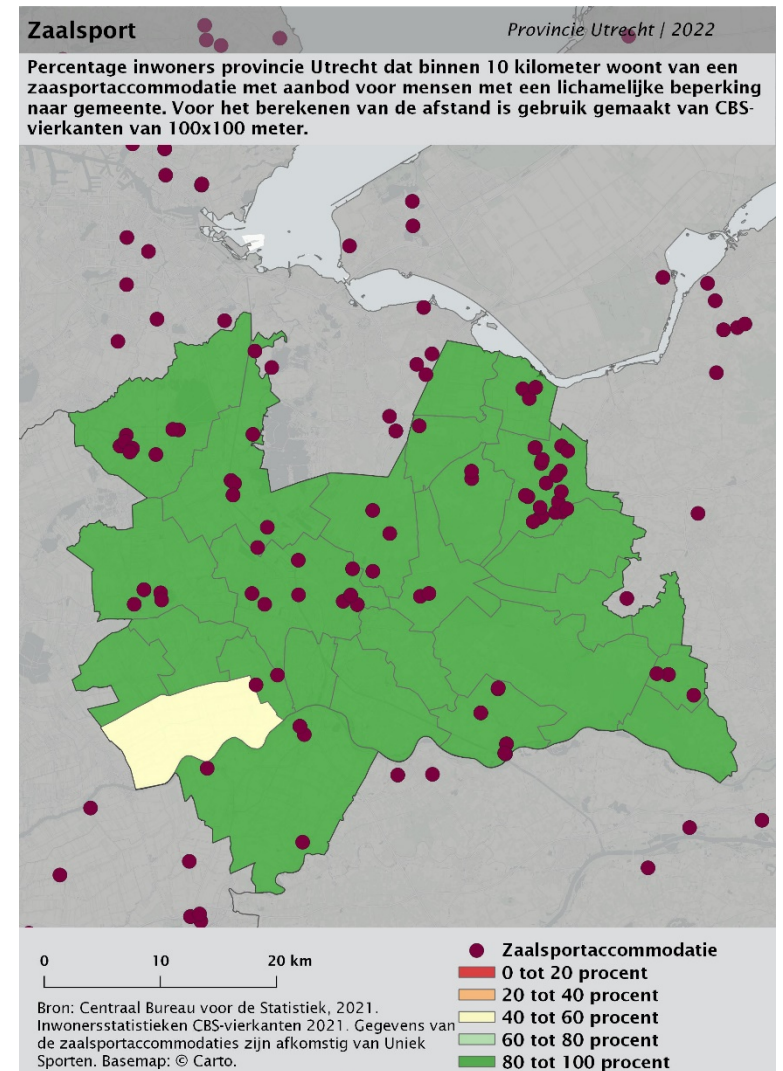 Zaalsport
Provincie Utrecht | 2022
Percentage inwoners provincie Utrecht dat binnen 10 kilometer woont van een
zaasportaccommodatie met aanbod voor mensen met een lichamelijke beperking
naar gemeente. Voor het berekenen van de afstand is gebruik gemaakt van CBS-
vierkanten van 100x100 meter.
0 10 20 km
Bron: Centraal Bureau voor de Statistiek, 2021.
Inwonersstatistieken CBS-vierkanten 2021. Gegevens van
de zaalsportaccommodaties zijn afkomstig van Uniek
Sporten. Basemap: © Carto.
Zaalsportaccommodatie
0 tot 20 procent
20 tot 40 procent
40 tot 60 procent
60 tot 80 procent
80 tot 100 procent